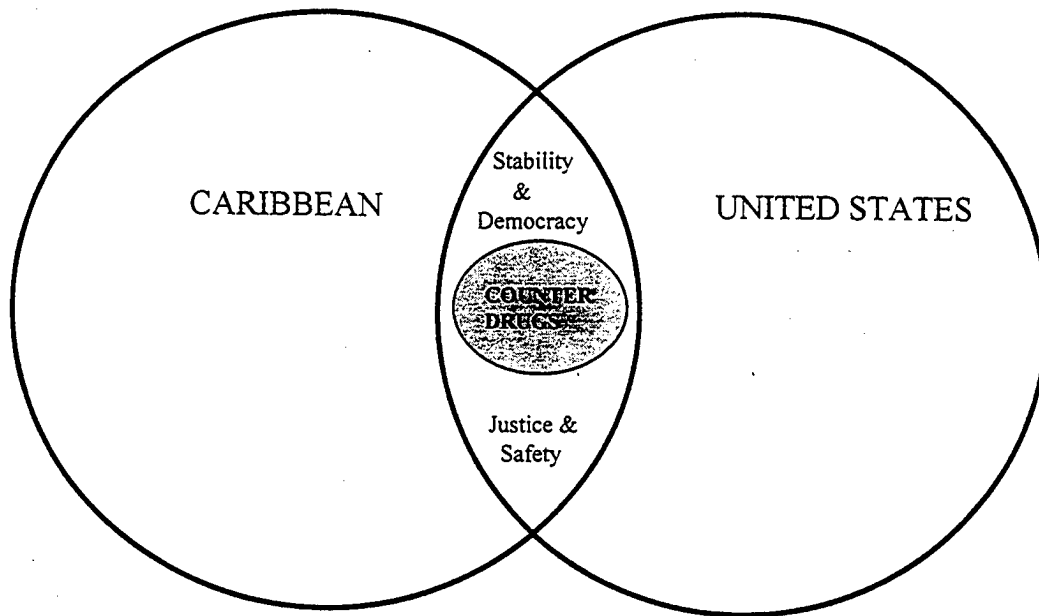 CARIBBEAN
UNITED STATES
Stability
&
Democracy
COUNTER
DRUGS
Justice &
Safety